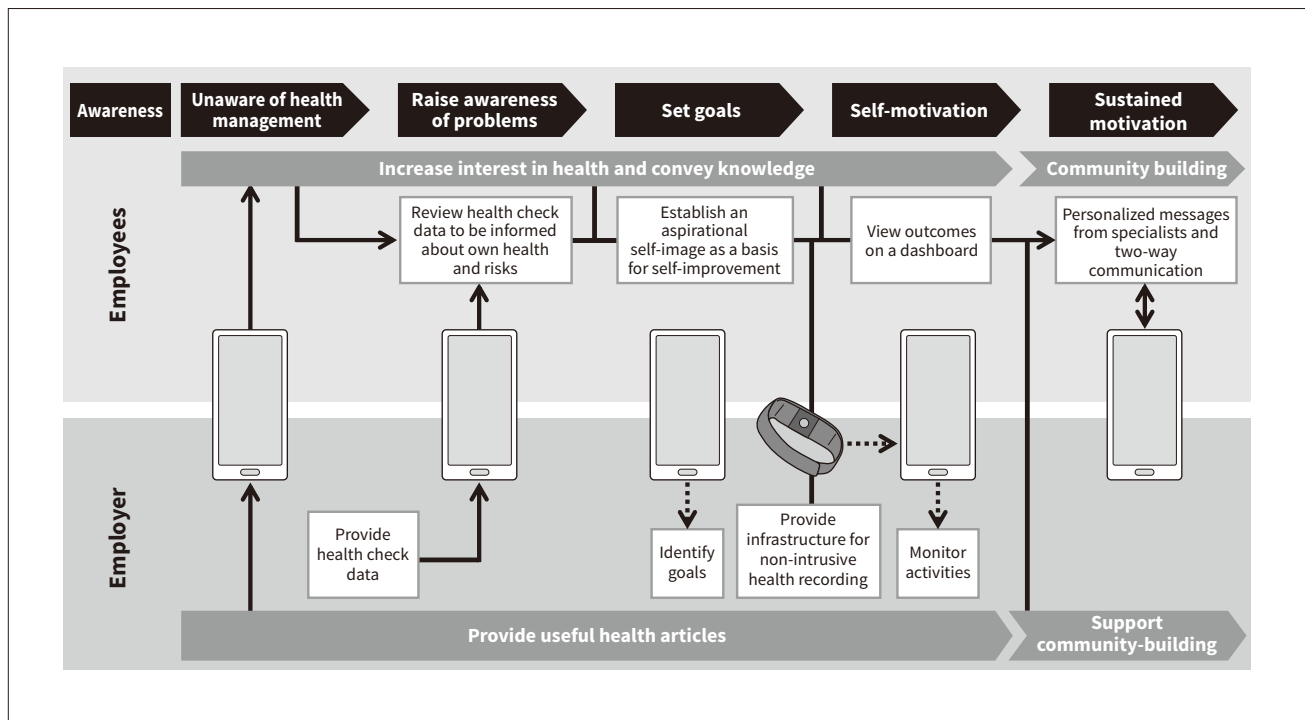 Awareness
Unaware of health
management
Raise awareness
of problems
Set goals
Self-motivation
Sustained
motivation
Increase interest in health and convey knowledge
Community building
Employees
Review health check
data to be informed
about own health
and risks
Establish an
aspirational
self-image as a basis
for self-improvement
View outcomes
on a dashboard
Personalized messages
from specialists and
two-way
communication
Employer
Provide
health check
data
Identify
goals
Provide
infrastructure for
non-intrusive
health recording
Monitor
activities
Provide useful health articles
Support
community-building